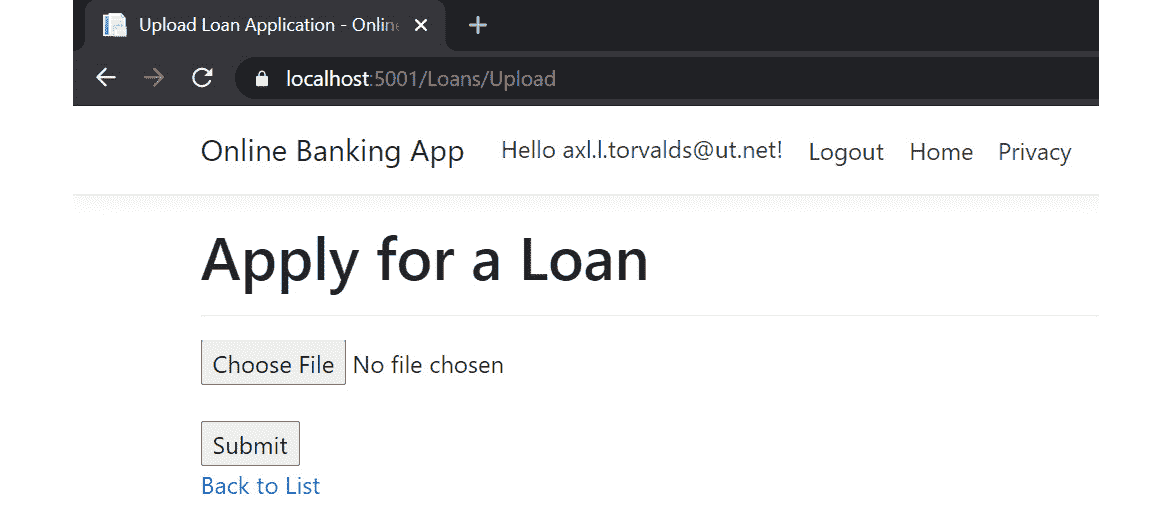 Upload Loan Application - Online
localhost:5001/Loans/Upload
Online Banking App Hello axl.l.torvalds@ut.net! Logout Home Privacy
Apply for a Loan
Choose File No file chosen
Submit
Back to List